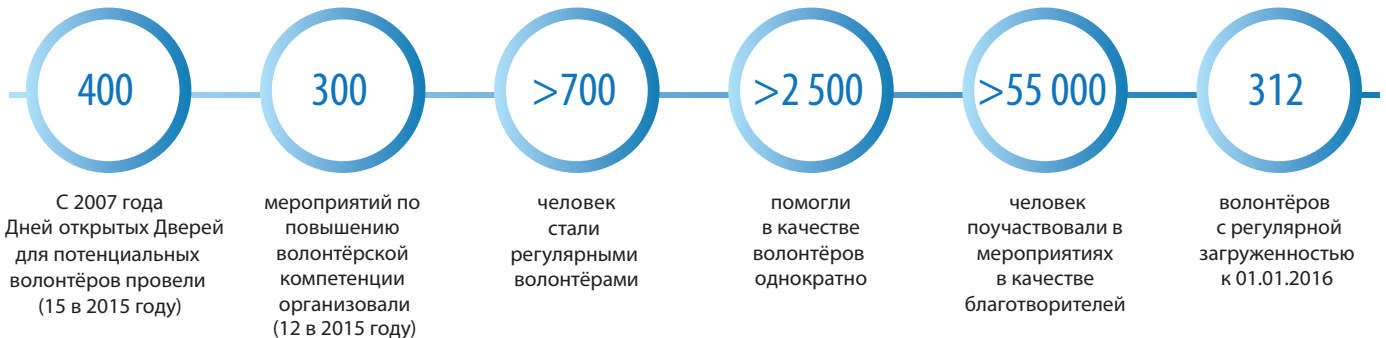 400
С 2007 года
Дней открытых Дверей
для потенциальных
волонтёров провели
(15 в 2015 году)
300
мероприятий по
повышению
волонтёрской
компетенции
организовали
(12 в 2015 году)
>700
человек
стали
регулярными
волонтёрами
>2 500
помогли
в качестве
волонтёров
однократно
>55 000
человек
поучаствовали в
мероприятиях
в качестве
благотворителей
312
волонтёров
с регулярной
загруженностью
к 01.01.2016